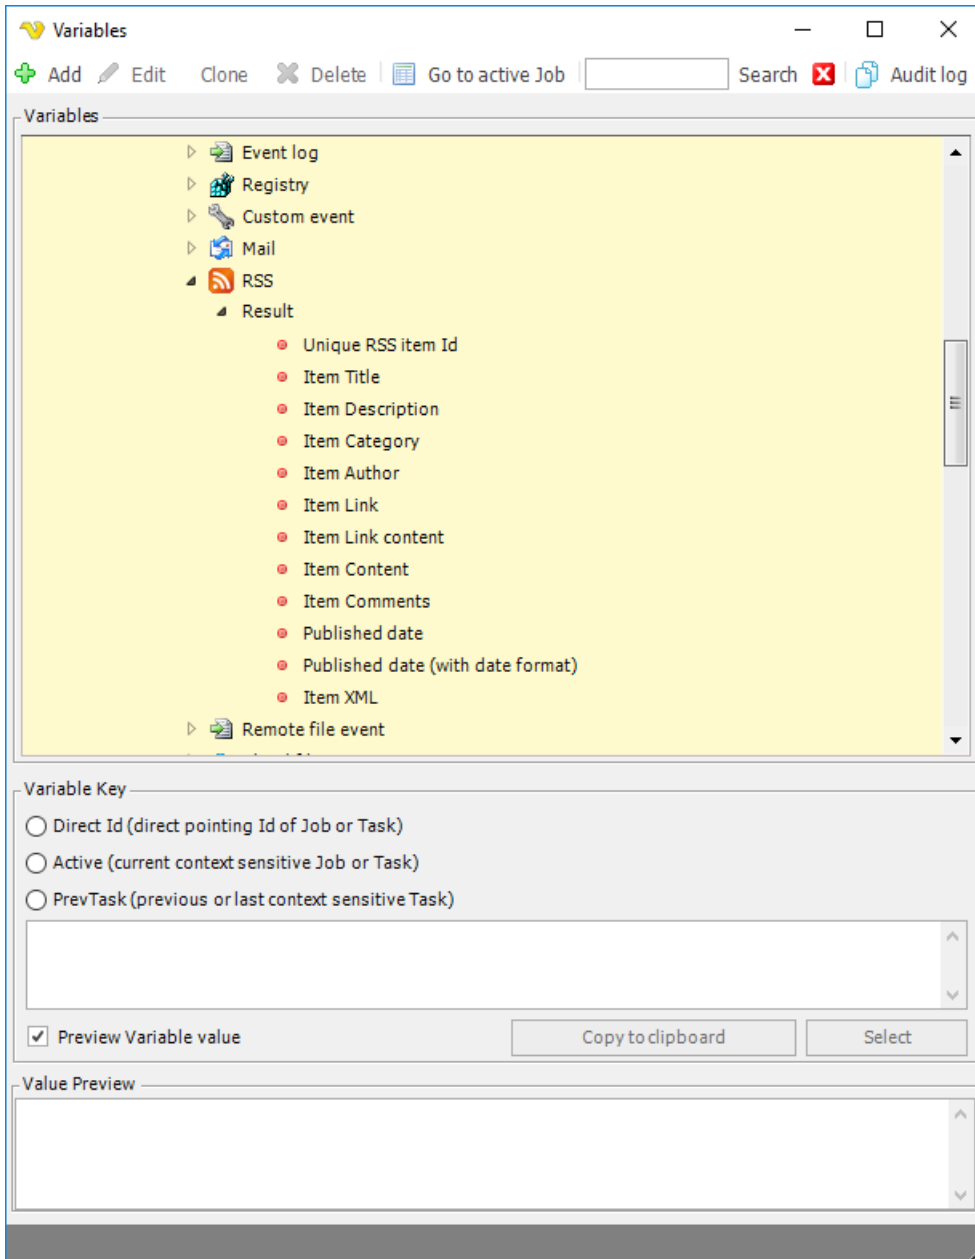 Variables
Add Edit Clone Delete Go to active Job Search Audit log
Variables
Event log
Registry
Custom event
Mail
RSS
Result
Unique RSS item Id
Item Title
Item Description
Item Category
Item Author
Item Link
Item Link content
Item Content
Item Comments
Published date
Published date (with date format)
Item XML
Remote file event
Variable Key
Direct Id (direct pointing Id of Job or Task)
Active (current context sensitive Job or Task)
PrevTask (previous or last context sensitive Task)
Preview Variable value Copy to clipboard Select
Value Preview